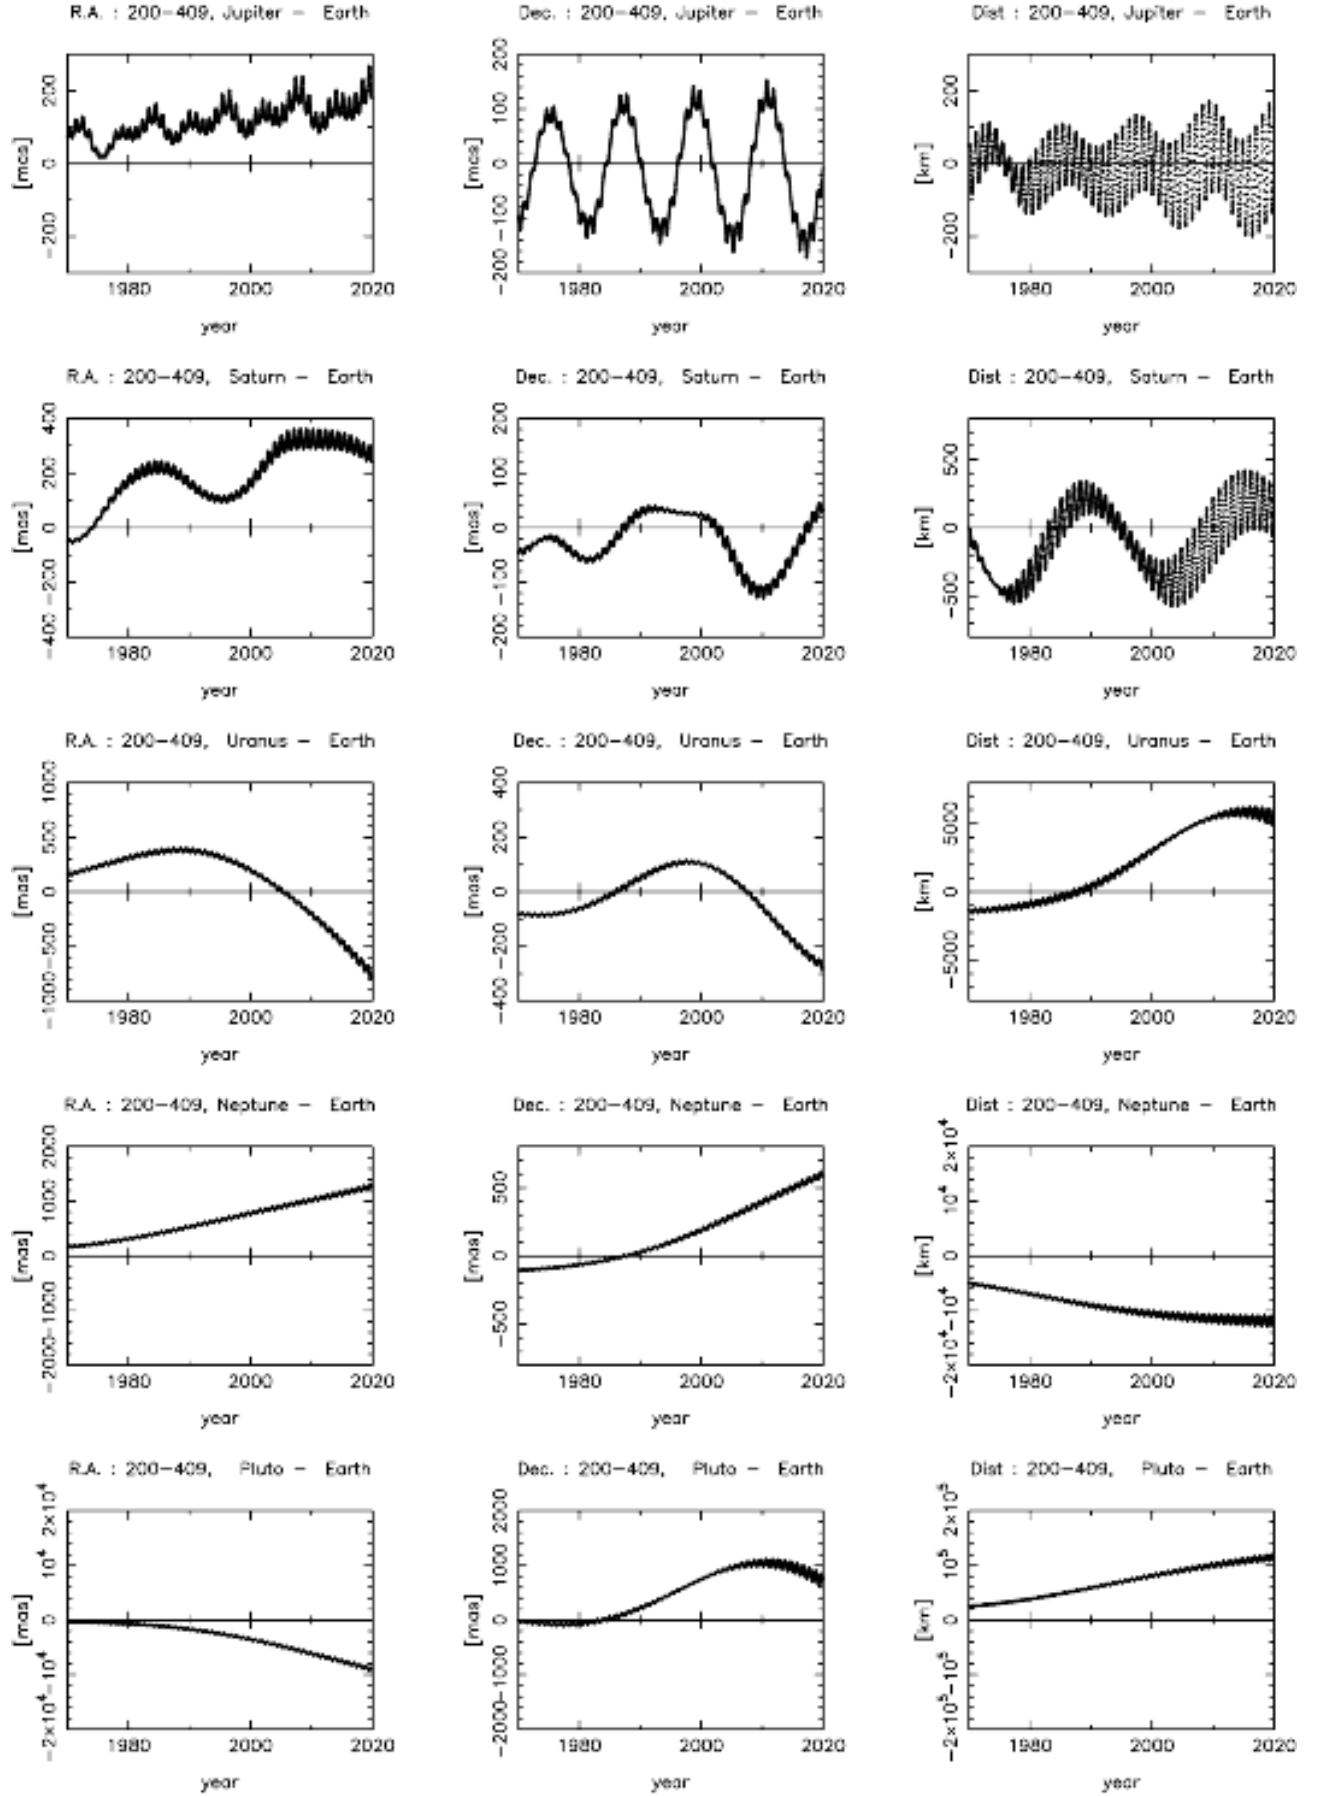 R.A. : 200-409, Jupiter - Earth
[mas]
200
0
-200
1980 2000 2020
year
Dec. : 200-409, Jupiter - Earth
[mas]
200
100
0
-100
-200
1980 2000 2020
year
Dist : 200-409, Jupiter - Earth
[km]
200
0
-200
1980 2000 2020
year
R.A. : 200-409, Saturn - Earth
[mas]
400
200
0
-200
-400
1980 2000 2020
year
Dec. : 200-409, Saturn - Earth
[mas]
200
100
0
-100
-200
1980 2000 2020
year
Dist : 200-409, Saturn - Earth
[km]
500
0
-500
1980 2000 2020
year
R.A. : 200-409, Uranus - Earth
[mas]
1000
500
0
-500
-1000
1980 2000 2020
year
Dec. : 200-409, Uranus - Earth
[mas]
400
200
0
-200
-400
1980 2000 2020
year
Dist : 200-409, Uranus - Earth
[km]
5000
0
-5000
1980 2000 2020
year
R.A. : 200-409, Neptune - Earth
[mas]
2000
1000
0
-1000
-2000
1980 2000 2020
year
Dec. : 200-409, Neptune - Earth
[mas]
500
0
-500
1980 2000 2020
year
Dist : 200-409, Neptune - Earth
[km]
2×10⁴
10⁴
0
-10⁴
-2×10⁴
1980 2000 2020
year
R.A. : 200-409, Pluto - Earth
[mas]
2×10⁴
10⁴
0
-10⁴
-2×10⁴
1980 2000 2020
year
Dec. : 200-409, Pluto - Earth
[mas]
2000
1000
0
-1000
-2000
1980 2000 2020
year
Dist : 200-409, Pluto - Earth
[km]
2×10⁵
10⁵
0
-10⁵
-2×10⁵
1980 2000 2020
year